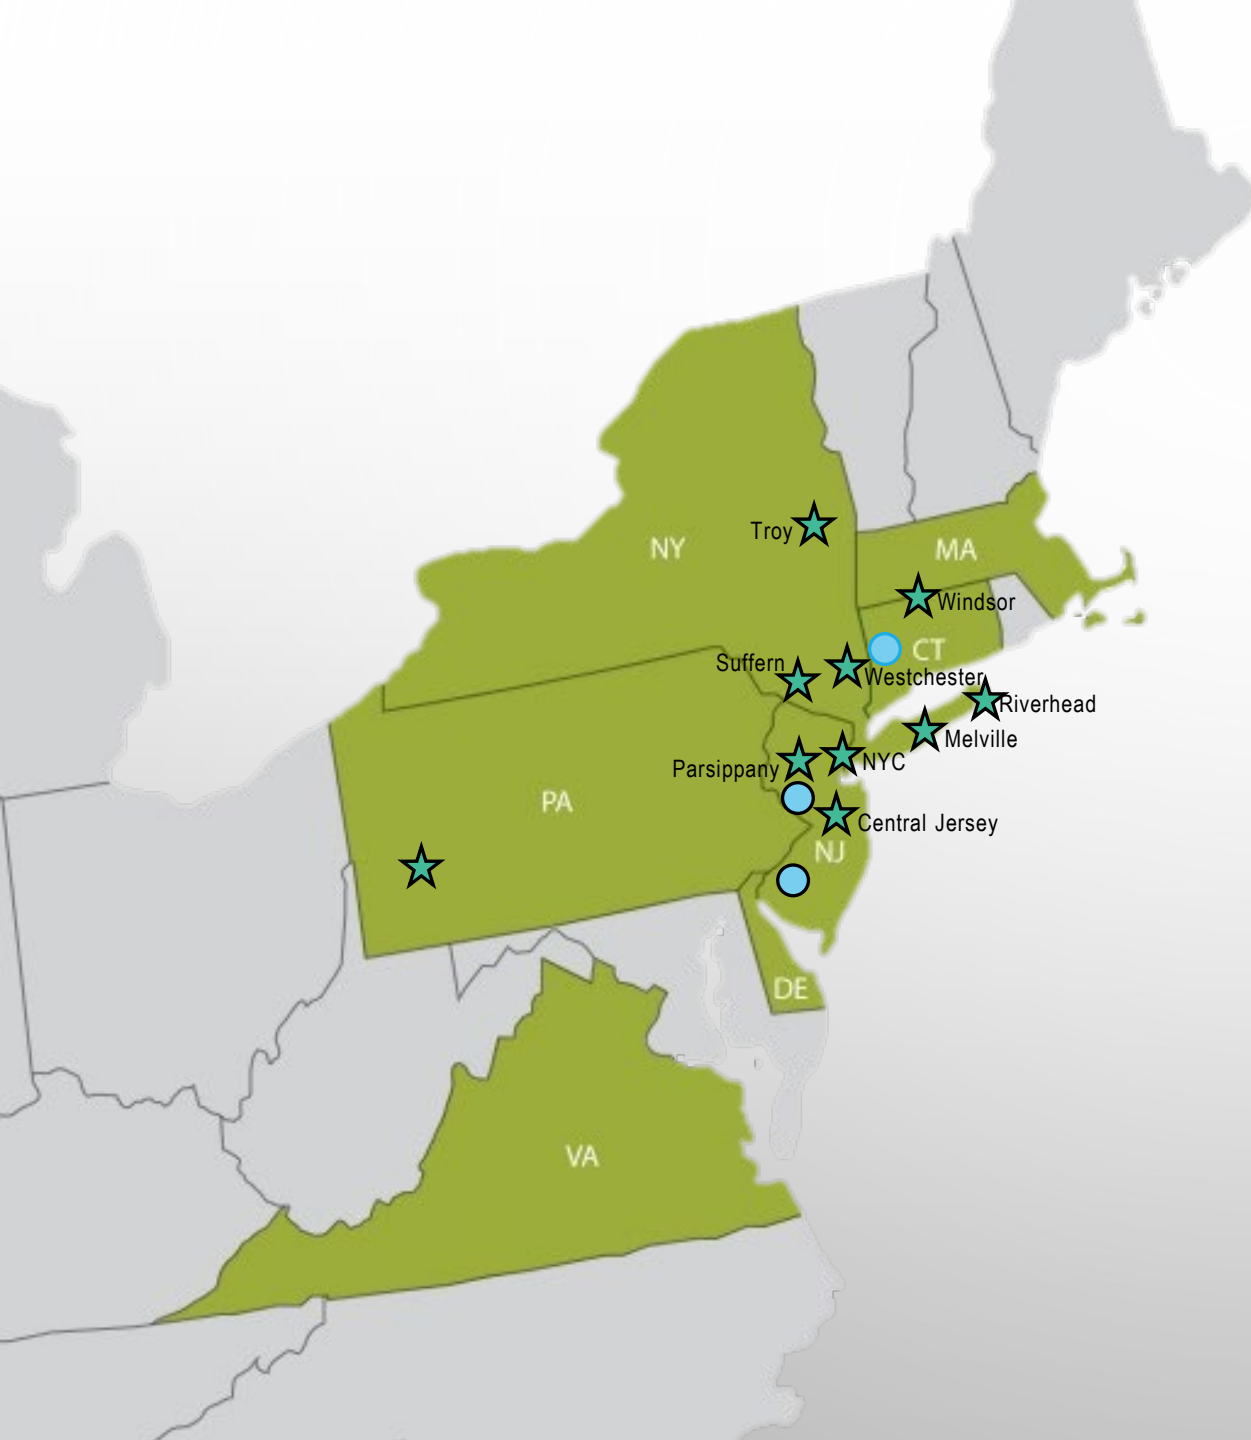 Troy
NY
MA
Windsor
CT
Suffern
Westchester
Riverhead
Melville
NYC
Parsippany
PA
Central Jersey
NJ
DE
VA